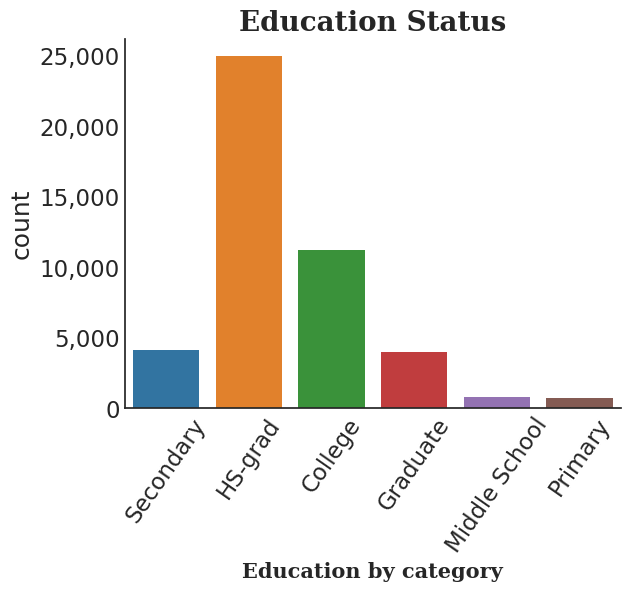 Education Status
count
25,000
20,000
15,000
10,000
5,000
0
Secondary
HS-grad
College
Graduate
Middle School
Primary
Education by category